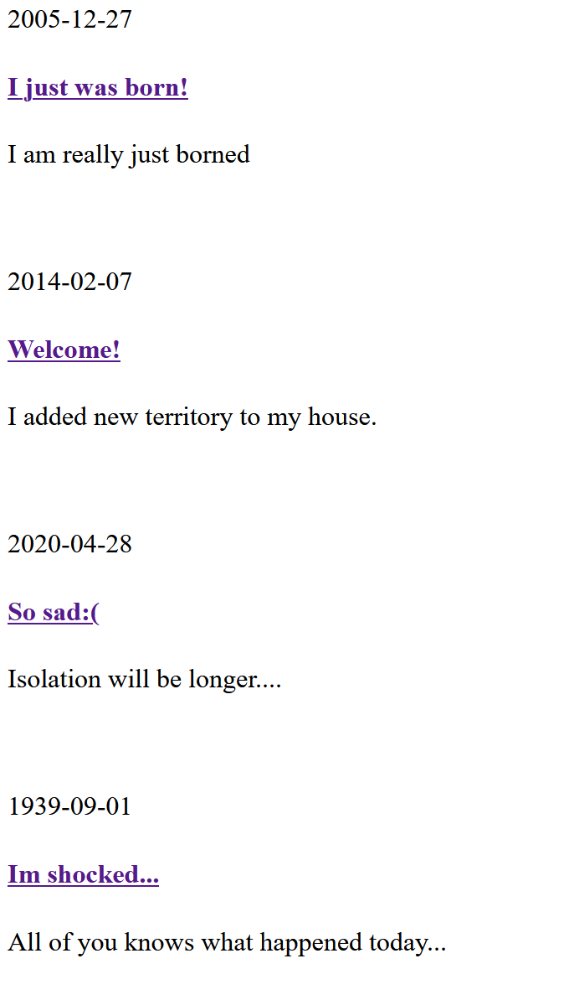 2005-12-27
I just was born!
I am really just borned
2014-02-07
Welcome!
I added new territory to my house.
2020-04-28
So sad:(
Isolation will be longer....
1939-09-01
Im shocked...
All of you knows what happened today...